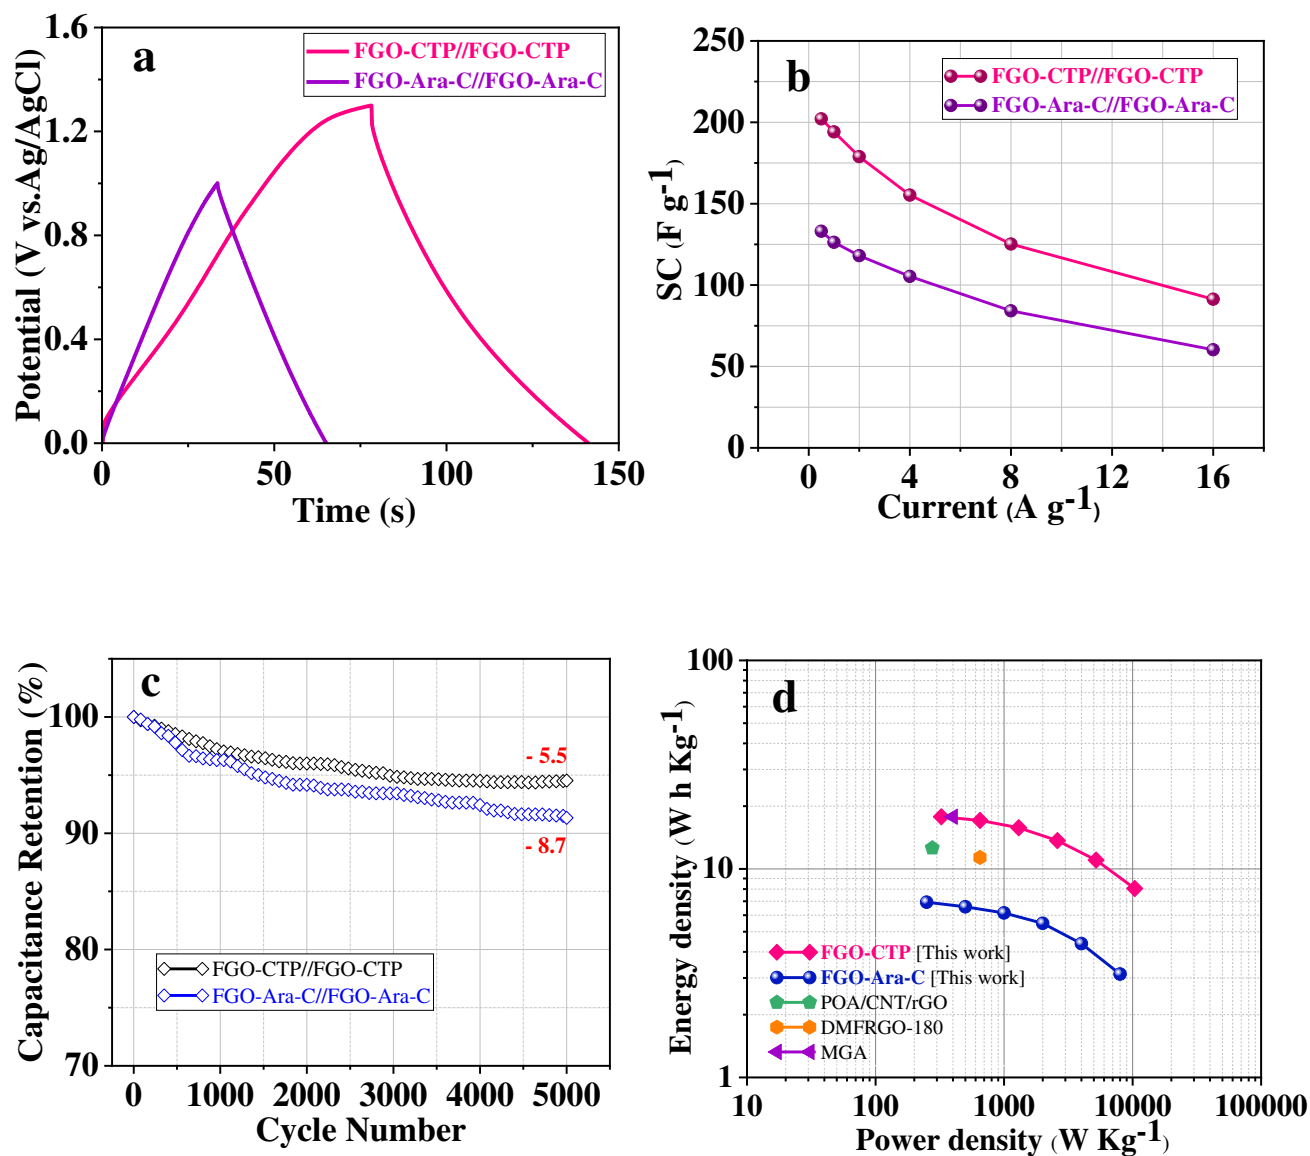 a
FGO-CTP//FGO-CTP
FGO-Ara-C//FGO-Ara-C
1.6
1.2
0.8
0.4
0.0
Potential (V vs.Ag/AgCl)
0 50 100 150
Time (s)
b
FGO-CTP//FGO-CTP
FGO-Ara-C//FGO-Ara-C
250
200
150
100
50
0
SC (F g-1)
0 4 8 12 16
Current (A g-1)
c
100
90
80
70
Capacitance Retention (%)
- 5.5
- 8.7
FGO-CTP//FGO-CTP
FGO-Ara-C//FGO-Ara-C
0 1000 2000 3000 4000 5000
Cycle Number
d
100
10
1
Energy density (W h Kg-1)
FGO-CTP [This work]
FGO-Ara-C [This work]
POA/CNT/rGO
DMFRGO-180
MGA
10 100 1000 10000 100000
Power density (W Kg-1)